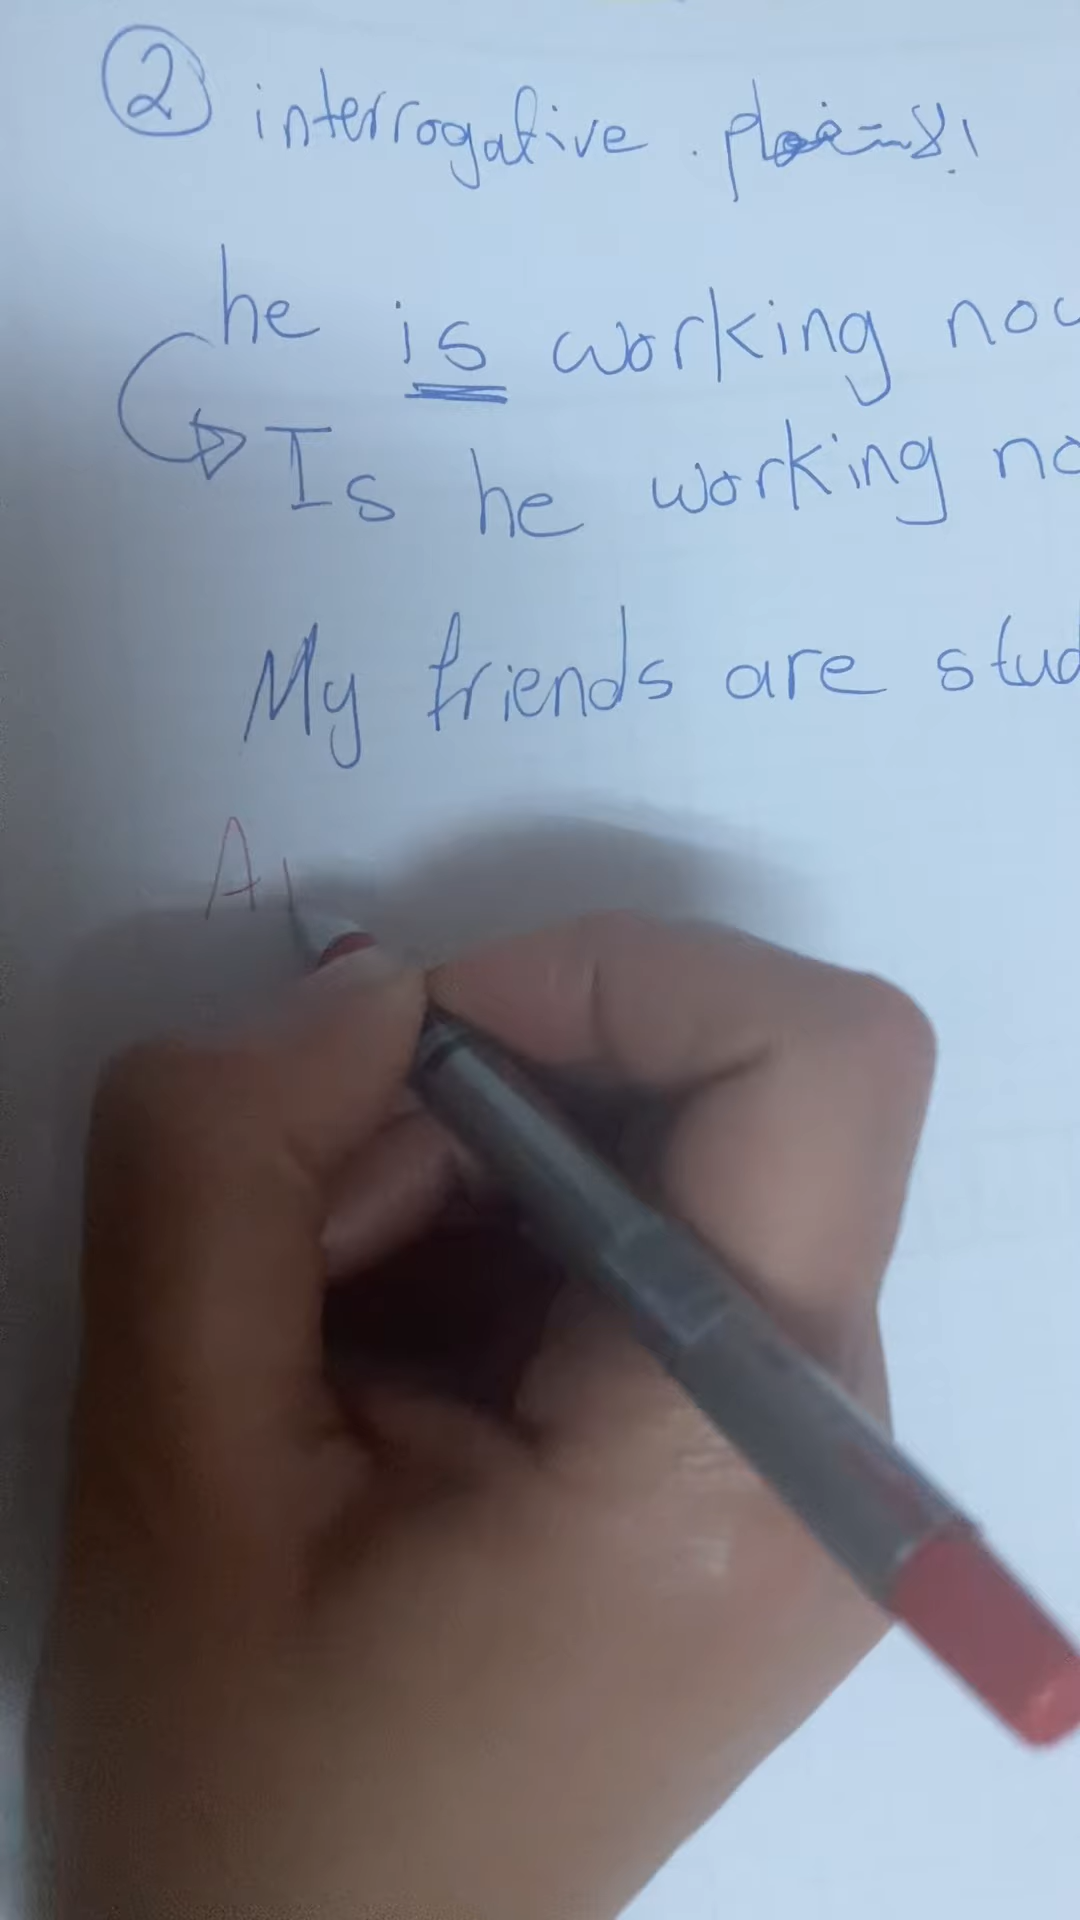 ② interrogative.
he is working
Is he working
My friends are
A